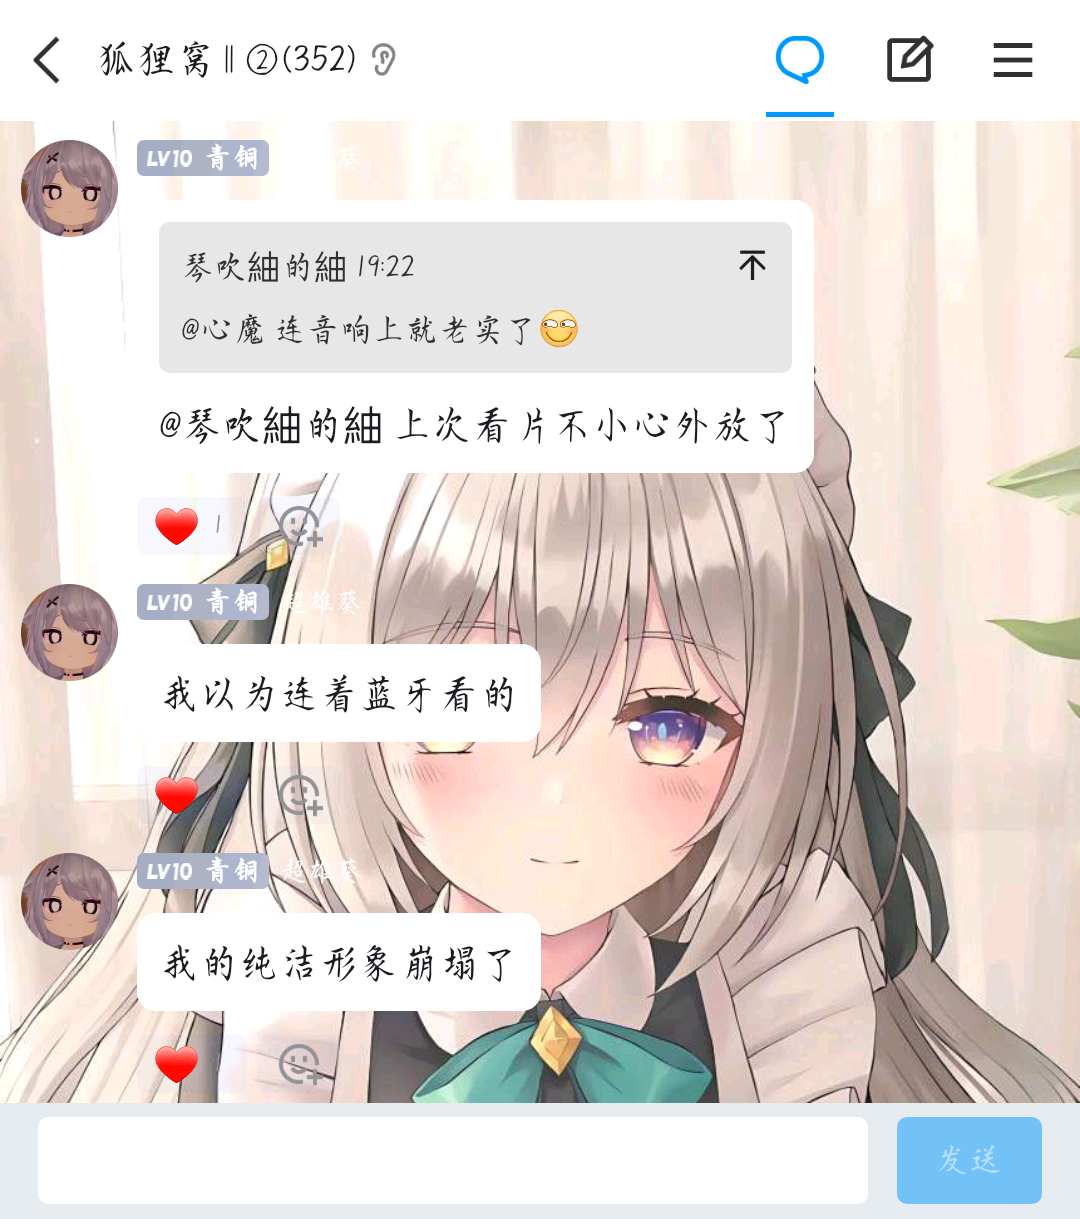 狐狸窝‖②(352)
LV10 青铜 葵
琴吹紬的紬 19:22
@心魔 连音响上就老实了
@琴吹紬的紬 上次看片不小心外放了
1
LV10 青铜 超雄葵
我以为连着蓝牙看的
LV10 青铜 超雄葵
我的纯洁形象崩塌了
发送